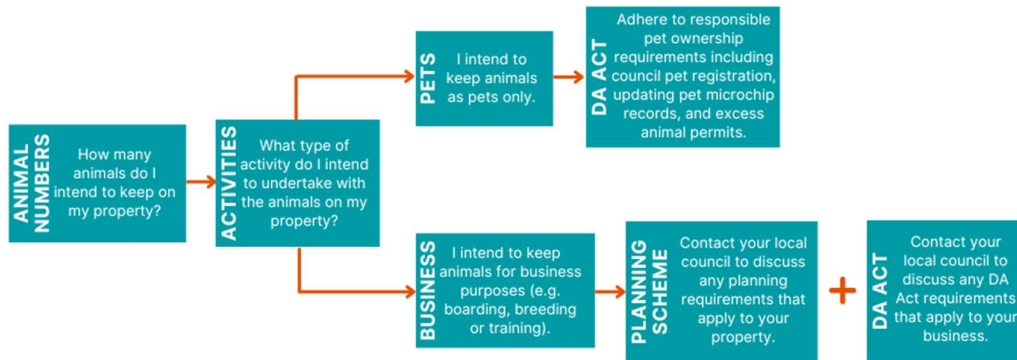 ANIMAL
NUMBERS
How many
animals do I
intend to keep on
my property?
ACTIVITIES
What type of
activity do I intend
to undertake with
the animals on my
property?
PETS
I intend to
keep animals
as pets only.
DA ACT
Adhere to responsible
pet ownership
requirements including
council pet registration,
updating pet microchip
records, and excess
animal permits.
BUSINESS
I intend to keep
animals for business
purposes (e.g.
boarding, breeding
or training).
PLANNING
SCHEME
Contact your local
council to discuss
any planning
requirements that
apply to your
property.
+
DA ACT
Contact your
local council to
discuss any DA
Act requirements
that apply to your
business.